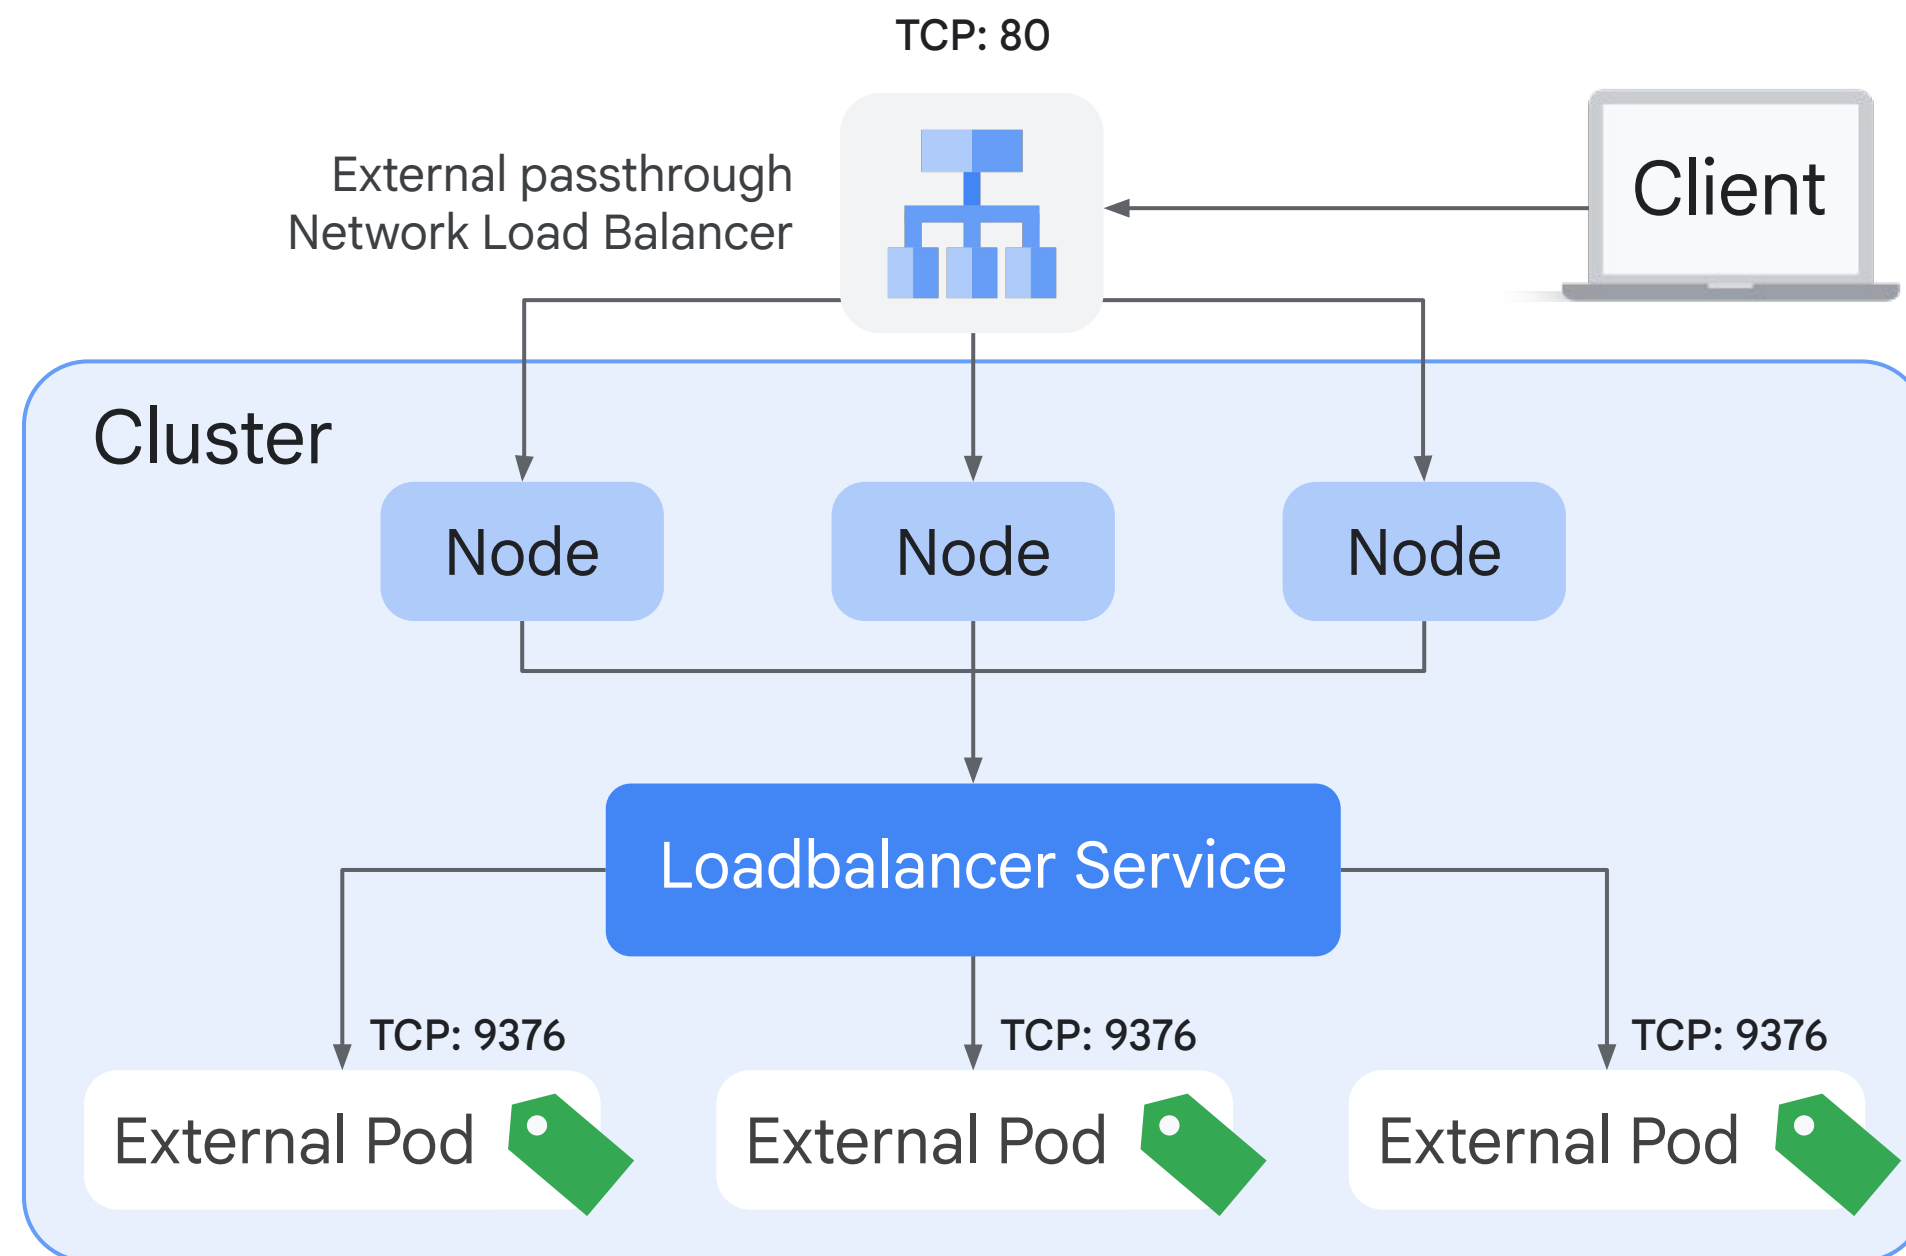 TCP: 80
External passthrough
Network Load Balancer
Client
Cluster
Node
Node
Node
Loadbalancer Service
TCP: 9376
TCP: 9376
TCP: 9376
External Pod
External Pod
External Pod